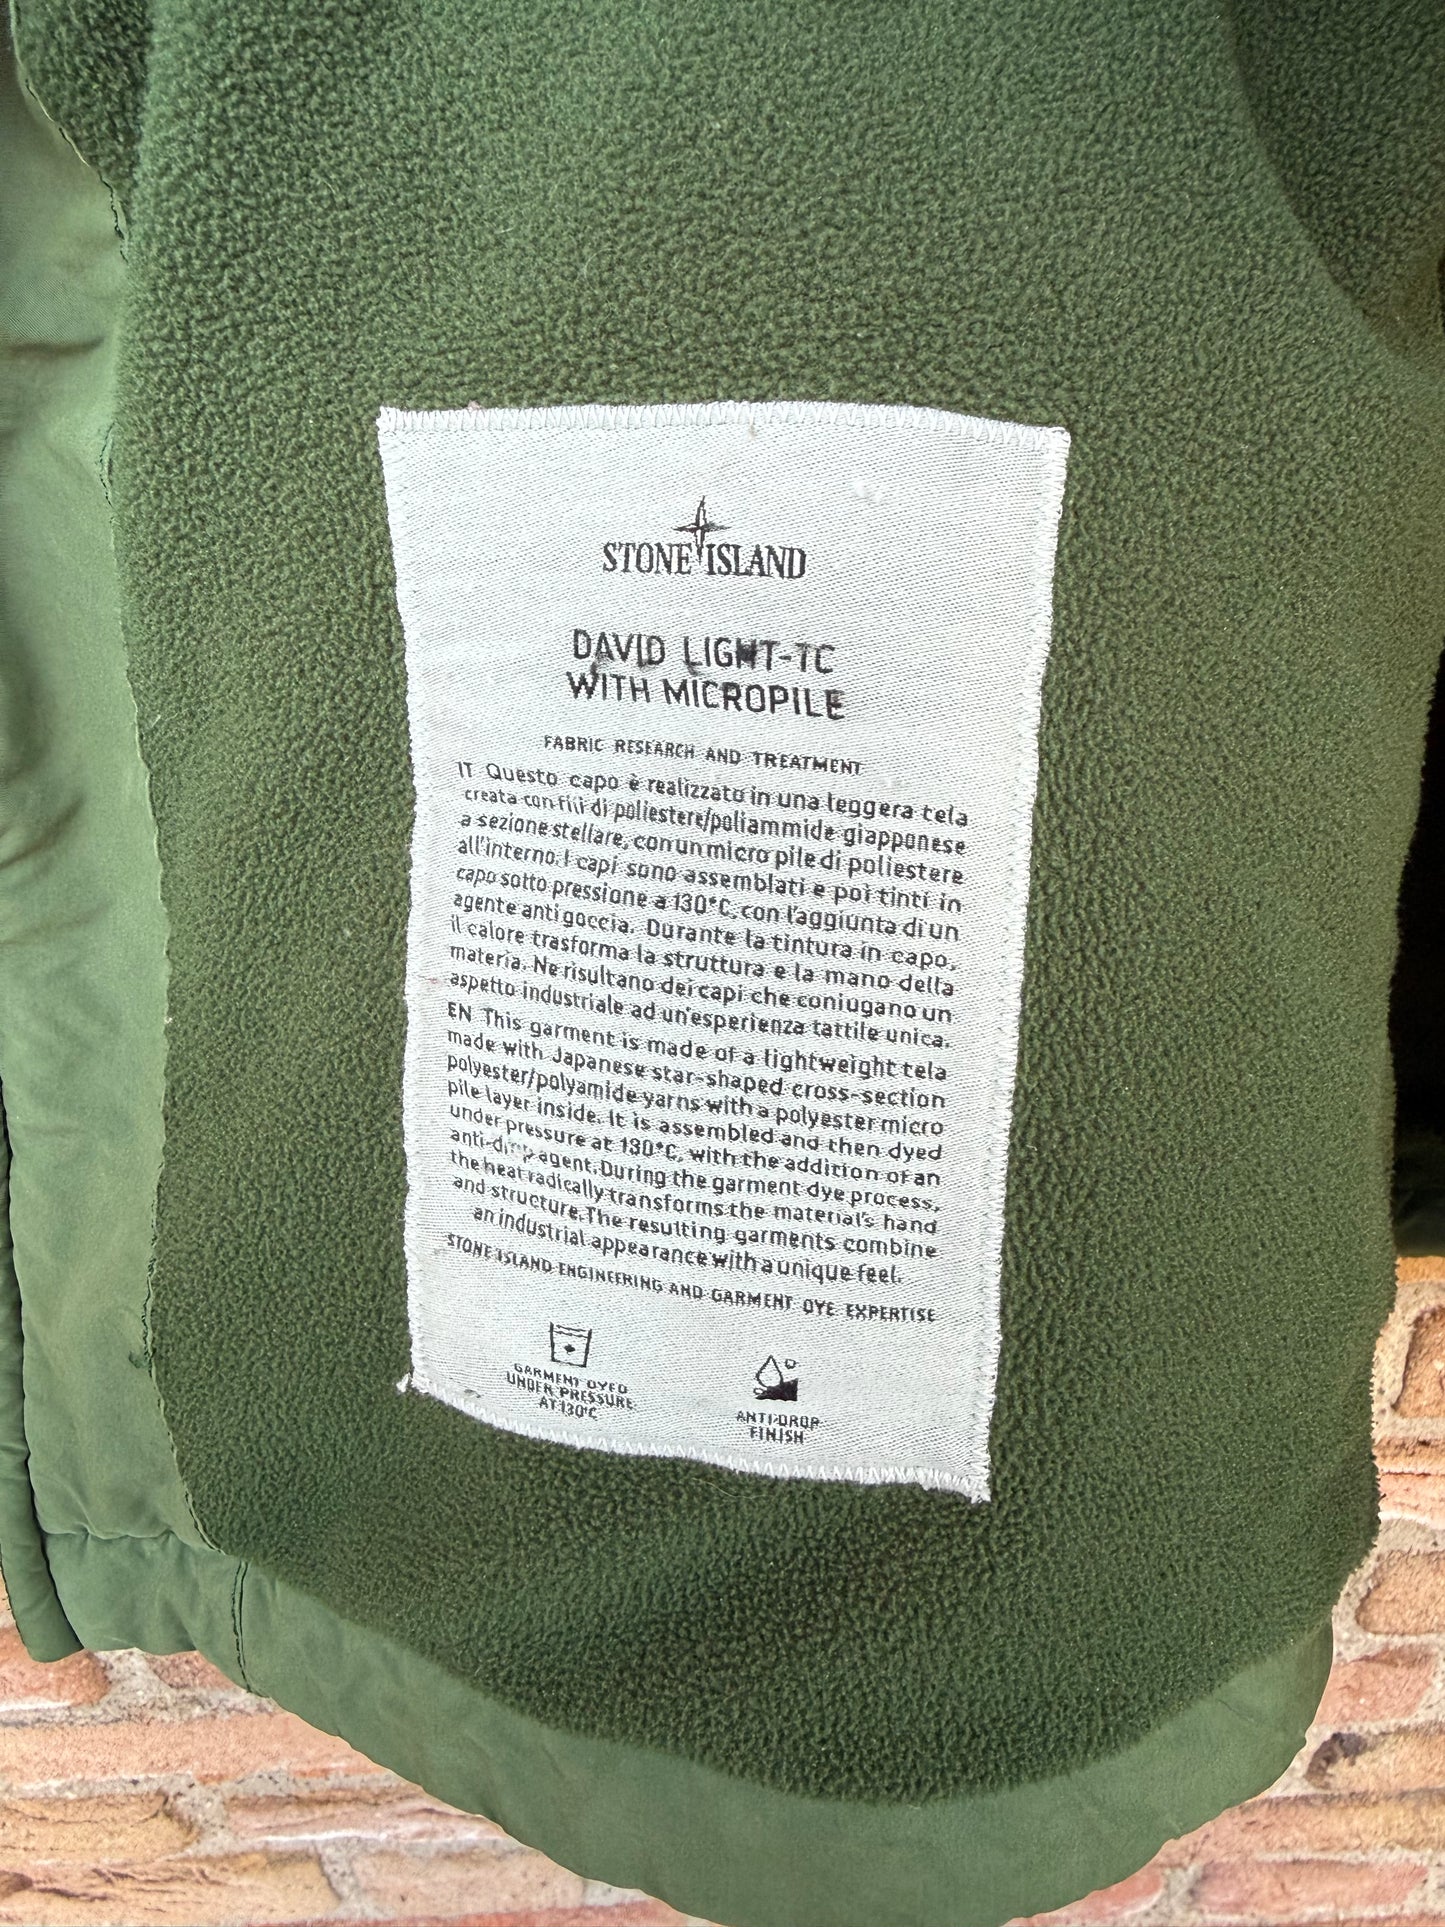 STONE ISLAND
DAVID LIGHT-TC
WITH MICROPILE
FABRIC RESEARCH AND TREATMENT
IT Questo capo è realizzato in una leggera tela
creata con fili di poliestere/poliammide giapponese
a sezione stellare, con un micro pile di poliestere
all'interno. I capi sono assemblati e poi tinti in
capo sotto pressione a 130°C, con l'aggiunta di un
agente anti goccia. Durante la tintura in capo,
il calore trasforma la struttura e la mano della
materia. Ne risultano dei capi che coniugano un
aspetto industriale ad un'esperienza tattile unica.
EN This garment is made of a lightweight tela
made with Japanese star-shaped cross-section
polyester/polyamide yarns with a polyester micro
pile layer inside. It is assembled and then dyed
under pressure at 130°C, with the addition of an
anti-drop agent. During the garment dye process,
the heat radically transforms the material's hand
and structure. The resulting garments combine
an industrial appearance with a unique feel.
STONE ISLAND ENGINEERING AND GARMENT DYE EXPERTISE
GARMENT DYED
UNDER PRESSURE
AT 130°C
ANTI-DROP
FINISH